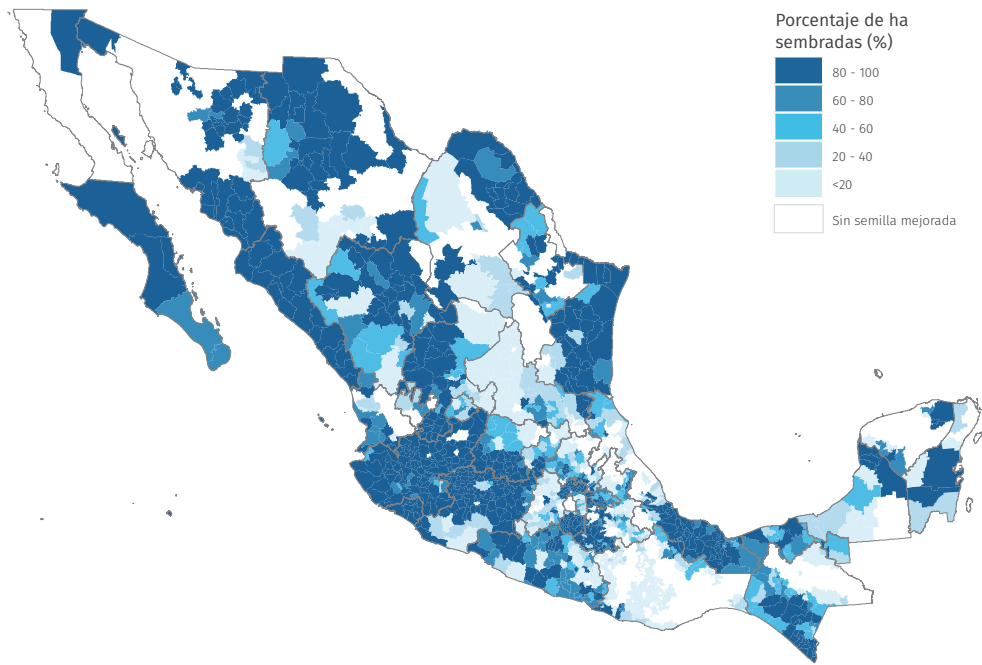 Porcentaje de ha
sembradas (%)
80 - 100
60 - 80
40 - 60
20 - 40
<20
Sin semilla mejorada